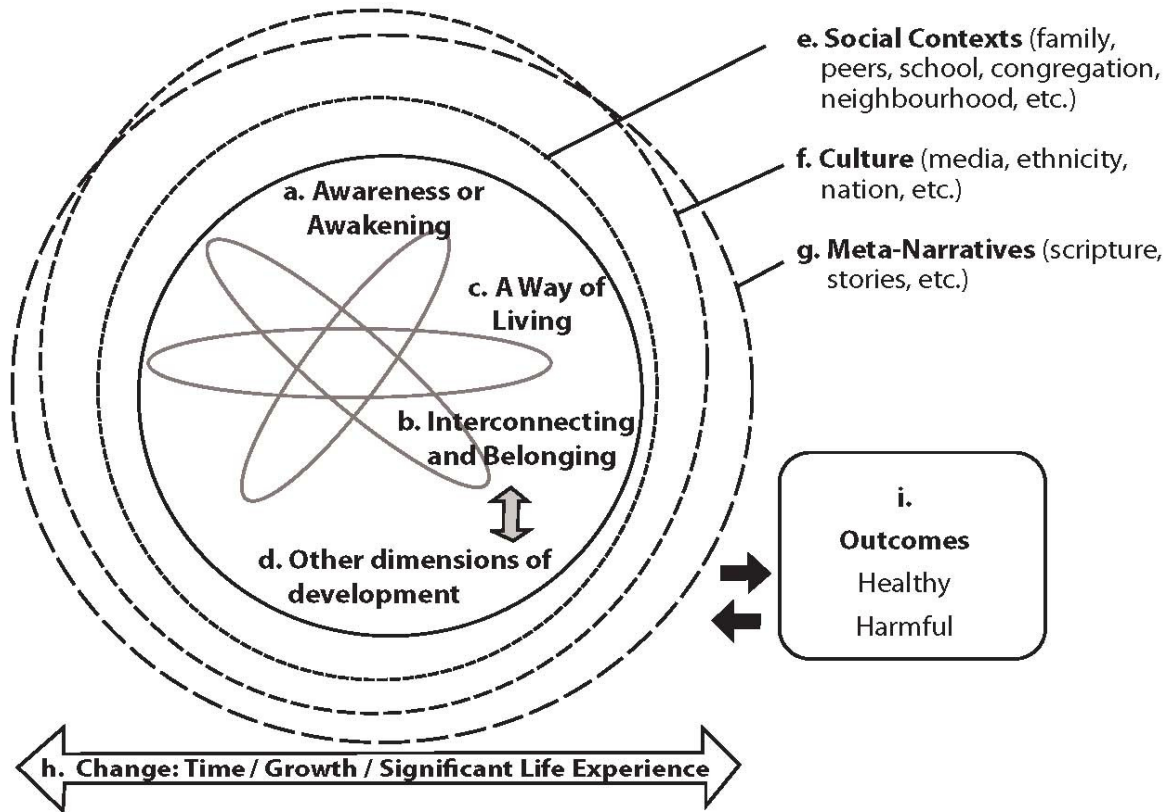 e. Social Contexts (family,
peers, school, congregation,
neighbourhood, etc.)
f. Culture (media, ethnicity,
nation, etc.)
g. Meta-Narratives (scripture,
stories, etc.)
a. Awareness or
Awakening
c. A Way of
Living
b. Interconnecting
and Belonging
d. Other dimensions of
development
i.
Outcomes
Healthy
Harmful
h. Change: Time / Growth / Significant Life Experience